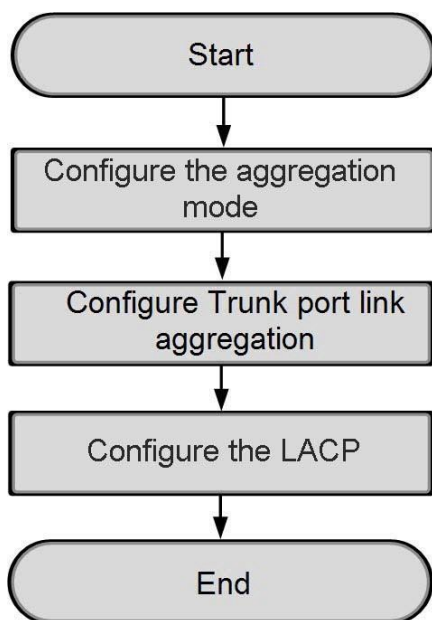 Start
Configure the aggregation
mode
Configure Trunk port link
aggregation
Configure the LACP
End